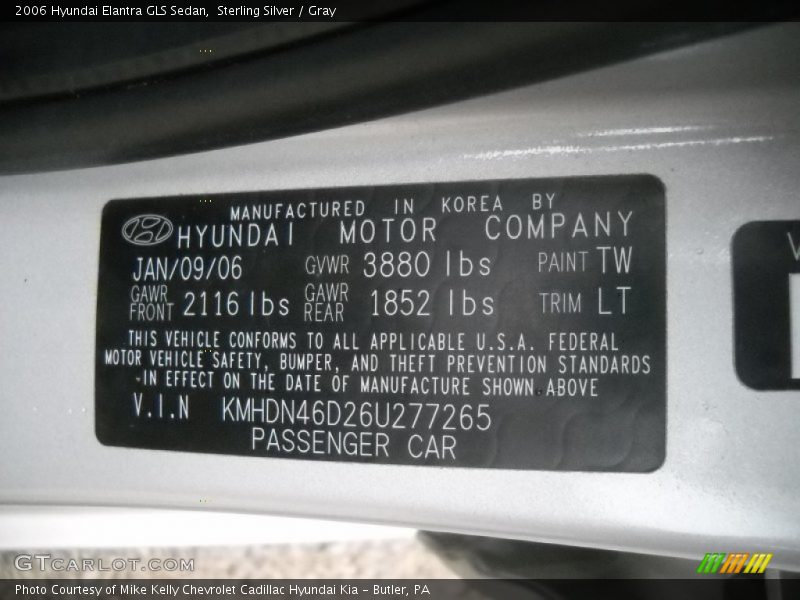 2006 Hyundai Elantra GLS Sedan,  Sterling Silver / Gray
MANUFACTURED IN KOREA BY
HYUNDAI MOTOR COMPANY
JAN/09/06 GVWR 3880 lbs PAINT TW
GAWR FRONT 2116 lbs GAWR REAR 1852 lbs TRIM LT
THIS VEHICLE CONFORMS TO ALL APPLICABLE U.S.A. FEDERAL
MOTOR VEHICLE SAFETY, BUMPER, AND THEFT PREVENTION STANDARDS
IN EFFECT ON THE DATE OF MANUFACTURE SHOWN ABOVE
V.I.N KMHDN46D26U277265
PASSENGER CAR
V
GTCARLOT.COM
Photo Courtesy of Mike Kelly Chevrolet Cadillac Hyundai Kia – Butler, PA